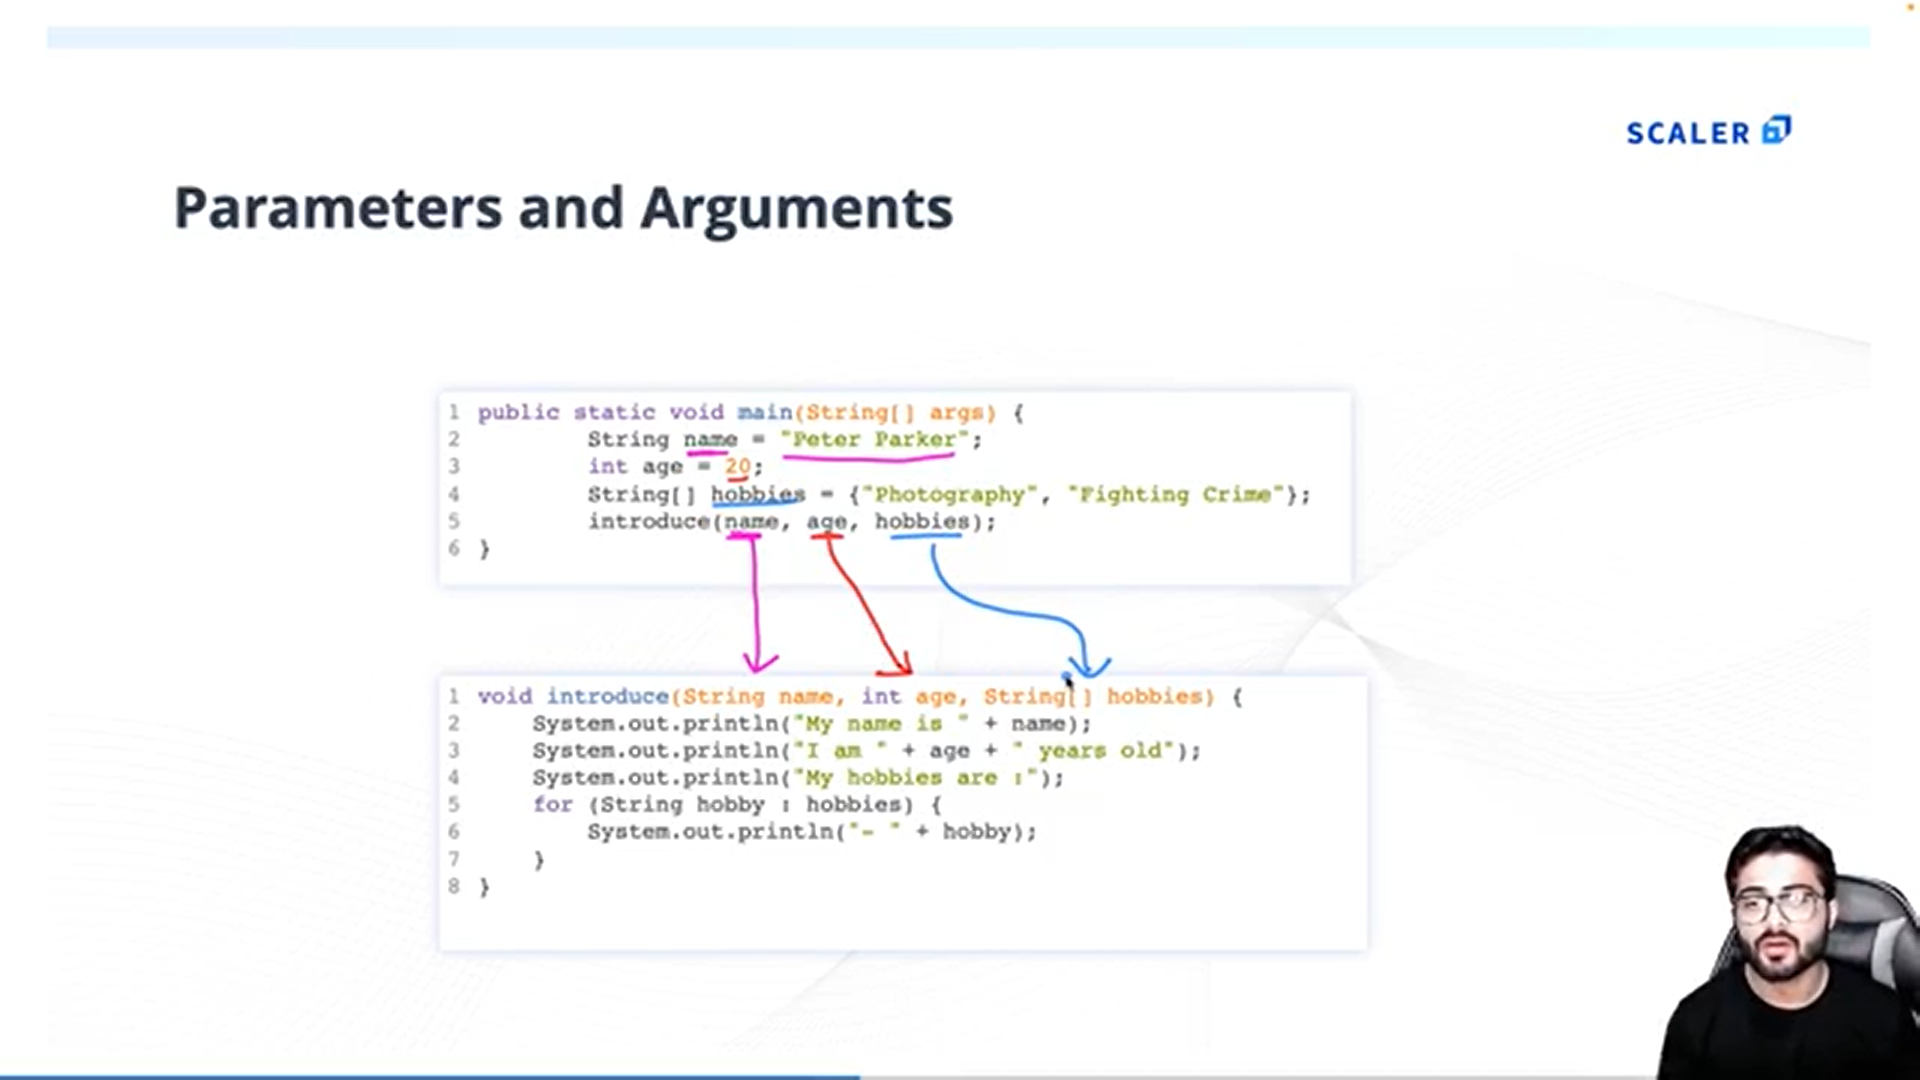 SCALER
Parameters and Arguments
1 public static void main(String[] args) {
2 String name = "Peter Parker";
3 int age = 20;
4 String[] hobbies = {"Photography", "Fighting Crime"};
5 introduce(name, age, hobbies);
6 }
1 void introduce(String name, int age, String[] hobbies) {
2 System.out.println("My name is " + name);
3 System.out.println("I am " + age + " years old");
4 System.out.println("My hobbies are :");
5 for (String hobby : hobbies) {
6 System.out.println("- " + hobby);
7 }
8 }